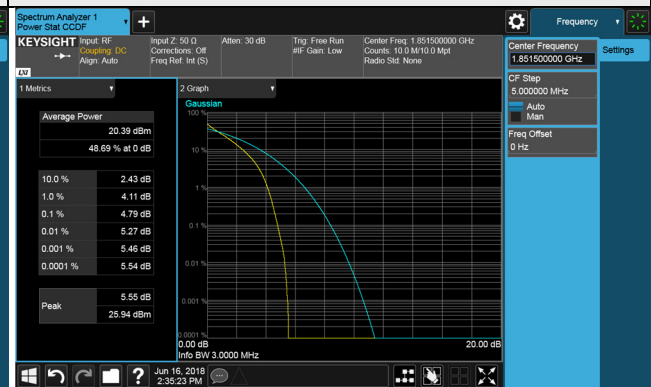 Spectrum Analyzer 1
Power Stat CCDF
Frequency
KEYSIGHT
Input: RF
Coupling: DC
Align: Auto
Input Z: 50 Ω
Corrections: Off
Freq Ref: Int (S)
Atten: 30 dB
Trig: Free Run
#IF Gain: Low
Center Freq: 1.851500000 GHz
Counts: 10.0 M/10.0 Mpt
Radio Std: None
LXI
Center Frequency
1.851500000 GHz
Settings
CF Step
5.000000 MHz
Auto
Man
Freq Offset
0 Hz
1 Metrics
Average Power
20.39 dBm
48.69 % at 0 dB
10.0 % 2.43 dB
1.0 % 4.11 dB
0.1 % 4.79 dB
0.01 % 5.27 dB
0.001 % 5.46 dB
0.0001 % 5.54 dB
Peak
5.55 dB
25.94 dBm
2 Graph
Gaussian
100 %
10 %
1 %
0.1 %
0.01 %
0.001 %
0.0001 %
0.00 dB
20.00 dB
Info BW 3.0000 MHz
Jun 16, 2018
2:35:23 PM